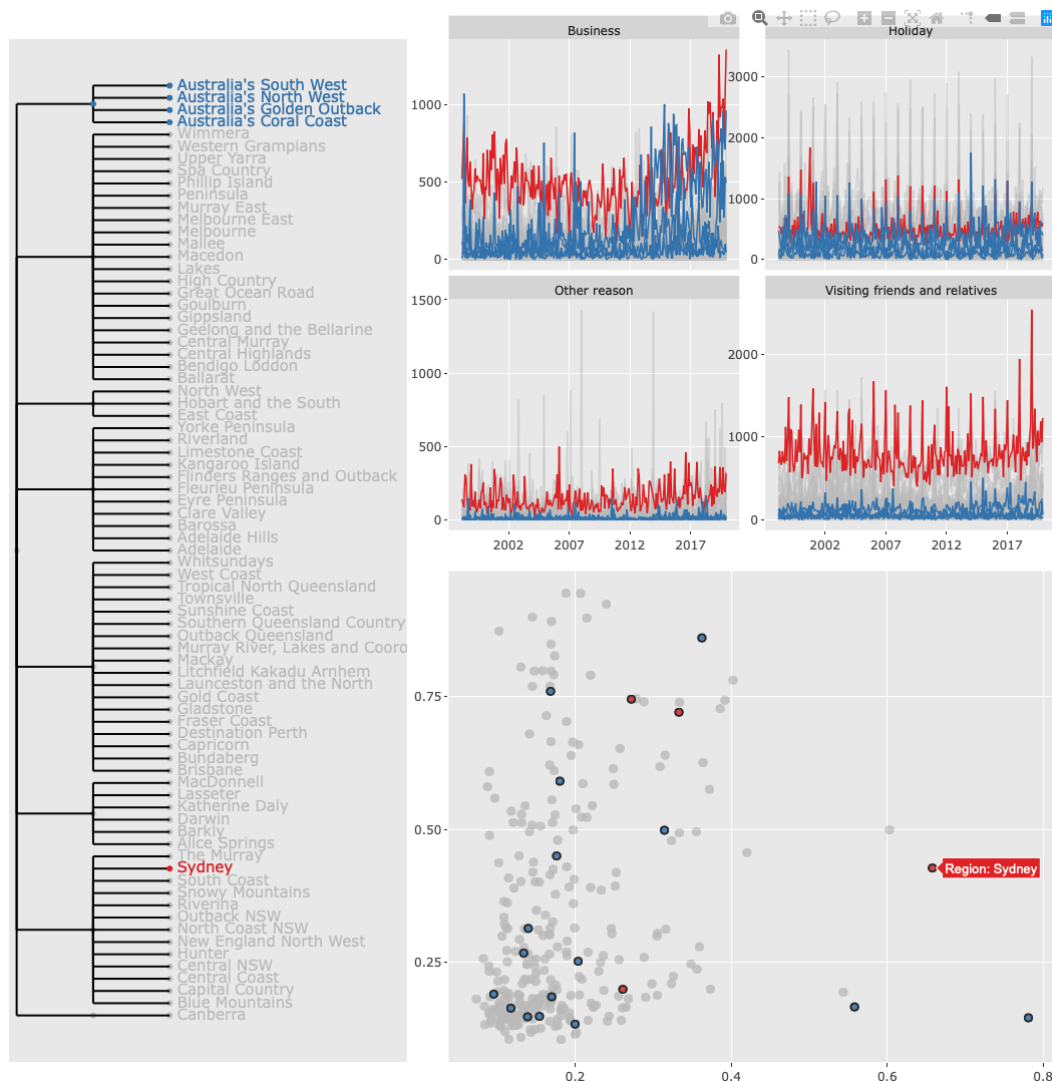 Australia's South West
Australia's North West
Australia's Golden Outback
Australia's Coral Coast
Wimmera
Western Grampians
Upper Yarra
Spa Country
Phillip Island
Peninsula
Murray East
Melbourne East
Melbourne
Mallee
Macedon
Lakes
High Country
Great Ocean Road
Goulburn
Gippsland
Geelong and the Bellarine
Central Murray
Central Highlands
Bendigo Loddon
Ballarat
North West
Hobart and the South
East Coast
Yorke Peninsula
Riverland
Limestone Coast
Kangaroo Island
Flinders Ranges and Outback
Fleurieu Peninsula
Eyre Peninsula
Clare Valley
Barossa
Adelaide Hills
Adelaide
Whitsundays
West Coast
Tropical North Queensland
Townsville
Sunshine Coast
Southern Queensland Country
Outback Queensland
Murray River, Lakes and Cooro
Mackay
Litchfield Kakadu Arnhem
Launceston and the North
Gold Coast
Gladstone
Fraser Coast
Destination Perth
Capricorn
Bundaberg
Brisbane
MacDonnell
Lasseter
Katherine Daly
Darwin
Barkly
Alice Springs
The Murray
Sydney
South Coast
Snowy Mountains
Riverina
Outback NSW
North Coast NSW
New England North West
Hunter
Central NSW
Central Coast
Capital Country
Blue Mountains
Canberra
Business
1000
500
0
Holiday
3000
2000
1000
0
Other reason
1500
1000
500
0
2002 2007 2012 2017
Visiting friends and relatives
2000
1000
0
2002 2007 2012 2017
0.75
0.50
0.25
Region: Sydney
0.2 0.4 0.6 0.8